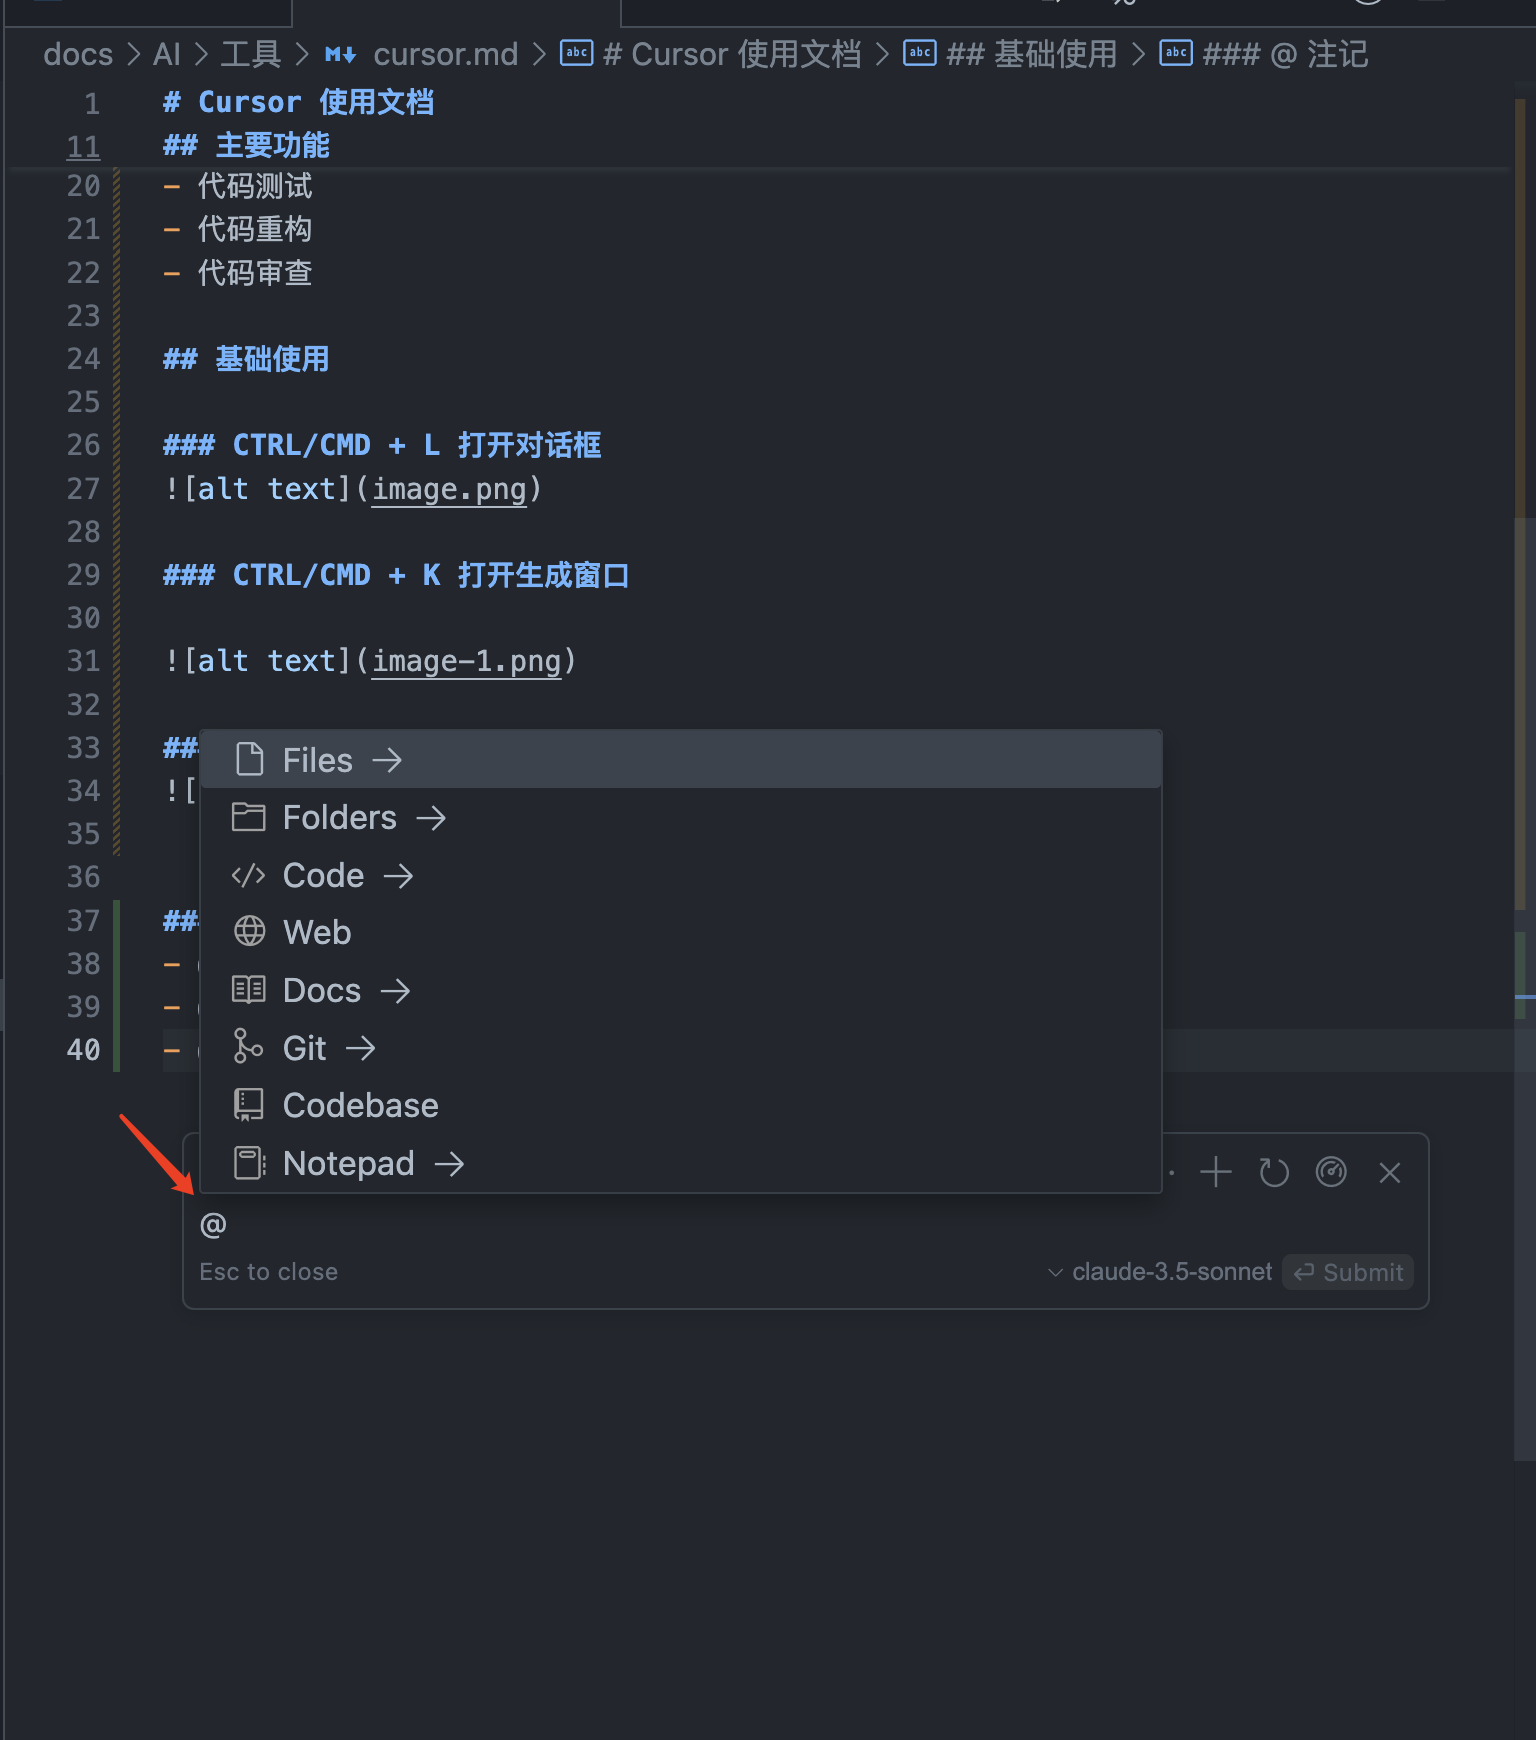 docs > AI > 工具 > M↓ cursor.md > abc # Cursor 使用文档 > abc ## 基础使用 > abc ### @ 注记
1 # Cursor 使用文档
11 ## 主要功能
20 - 代码测试
21 - 代码重构
22 - 代码审查
23
24 ## 基础使用
25
26 ### CTRL/CMD + L 打开对话框
27 ![alt text](image.png)
28
29 ### CTRL/CMD + K 打开生成窗口
30
31 ![alt text](image-1.png)
32
33 ##
34 ![
35
36
37 ##
38 -
39 -
40 -
Files →
Folders →
Code →
Web
Docs →
Git →
Codebase
Notepad →
@
Esc to close
claude-3.5-sonnet
Submit